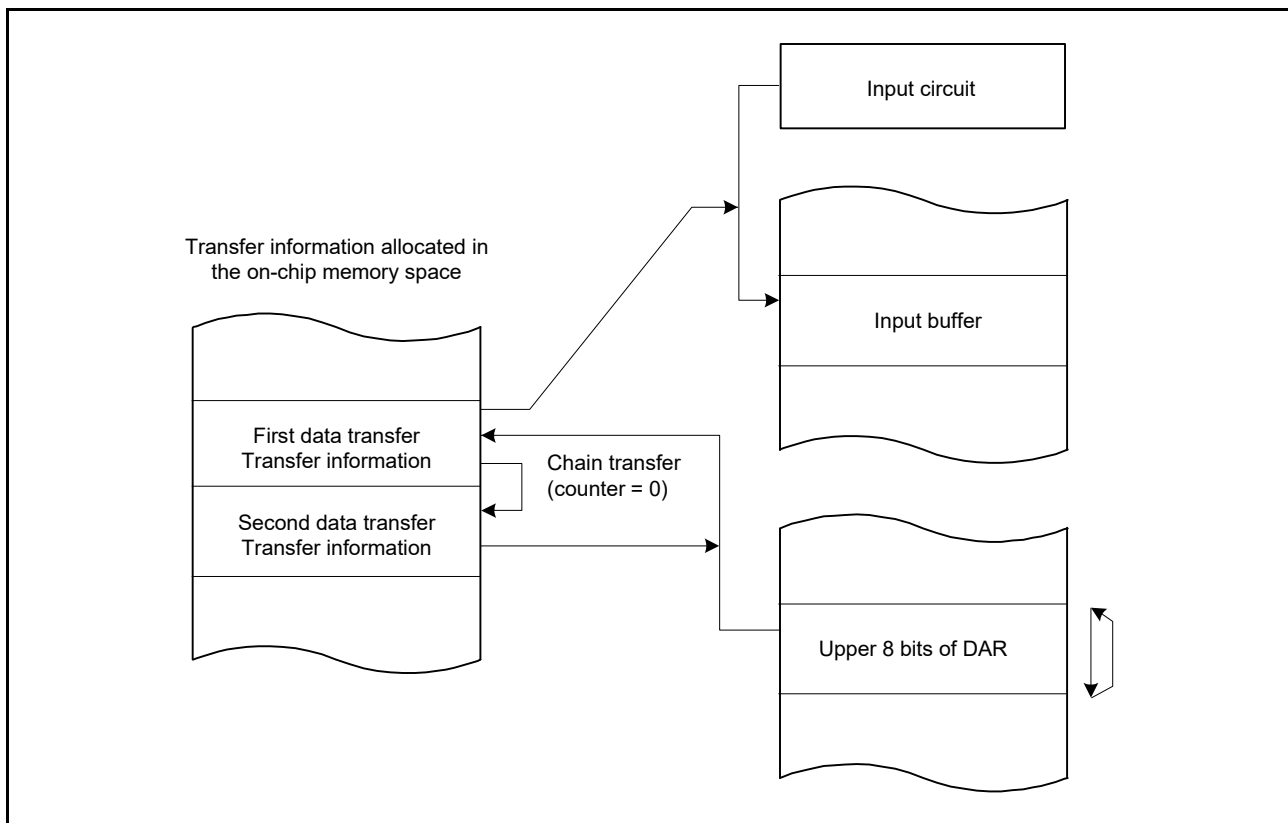 Input circuit
Transfer information allocated in
the on-chip memory space
Input buffer
First data transfer
Transfer information
Chain transfer
(counter = 0)
Second data transfer
Transfer information
Upper 8 bits of DAR